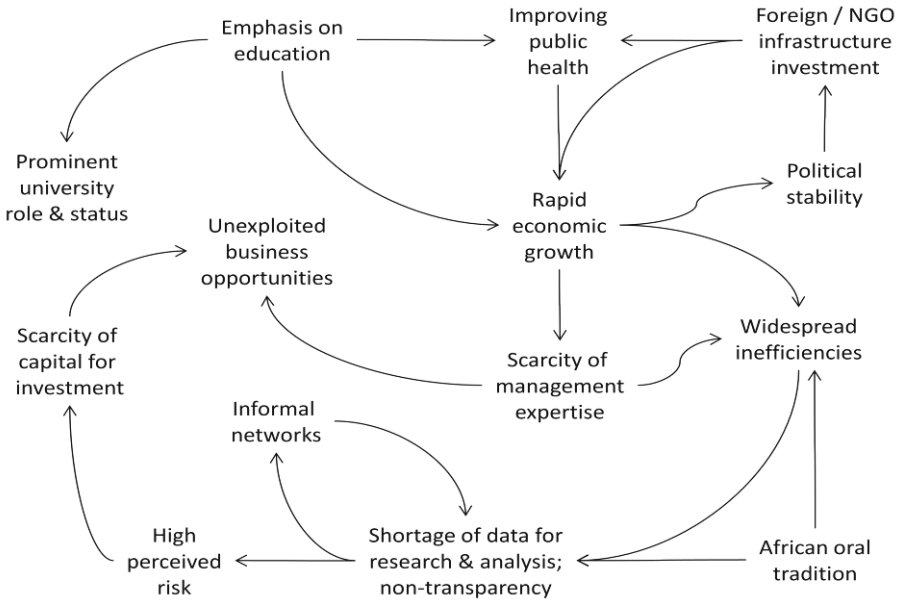 Emphasis on
education
Improving
public
health
Foreign / NGO
infrastructure
investment
Prominent
university
role & status
Political
stability
Rapid
economic
growth
Unexploited
business
opportunities
Scarcity of
capital for
investment
Widespread
inefficiencies
Scarcity of
management
expertise
Informal
networks
High
perceived
risk
Shortage of data for
research & analysis;
non-transparency
African oral
tradition